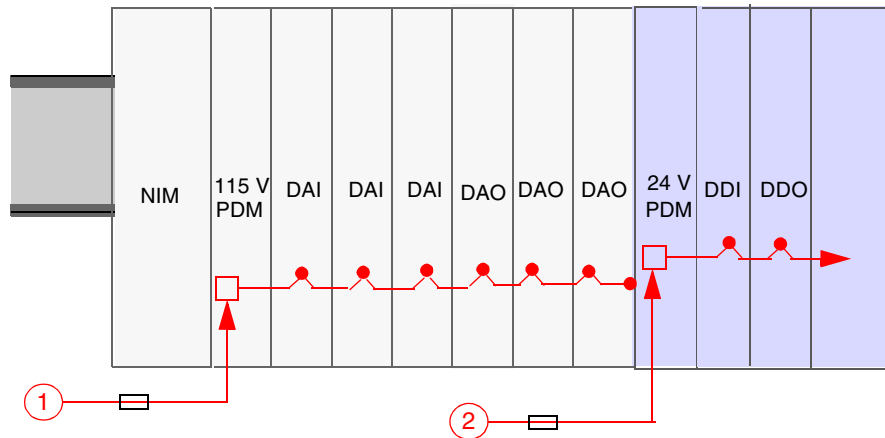 NIM
115 V
PDM
DAI
DAI
DAI
DAO
DAO
DAO
24 V
PDM
DDI
DDO
1
2